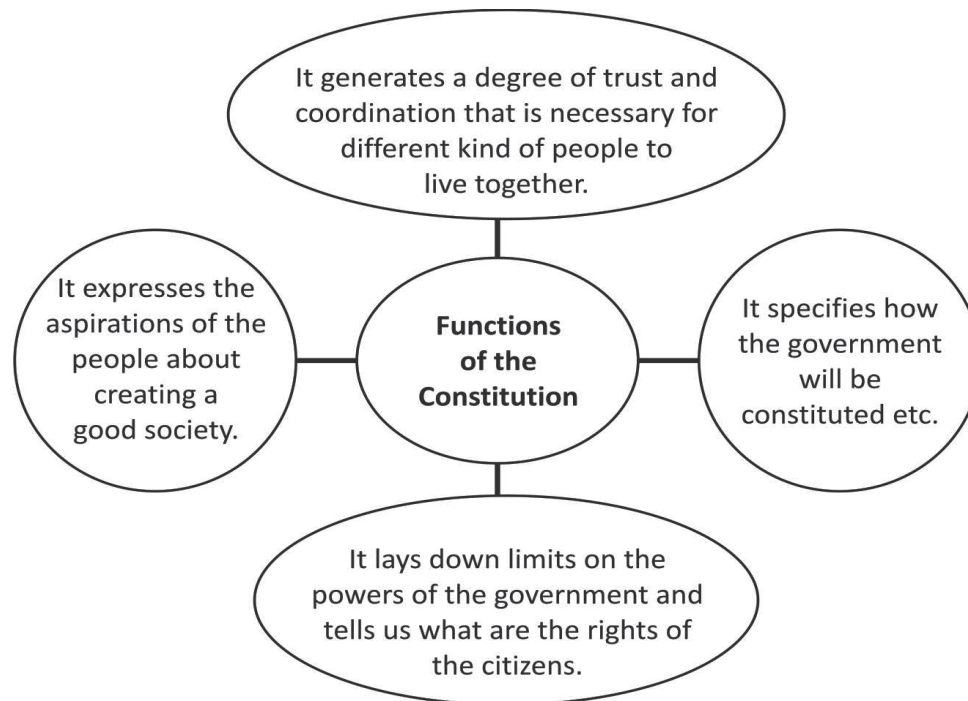 It generates a degree of trust and
coordination that is necessary for
different kind of people to
live together.
It expresses the
aspirations of the
people about
creating a
good society.
Functions
of the
Constitution
It specifies how
the government
will be
constituted etc.
It lays down limits on the
powers of the government and
tells us what are the rights of
the citizens.